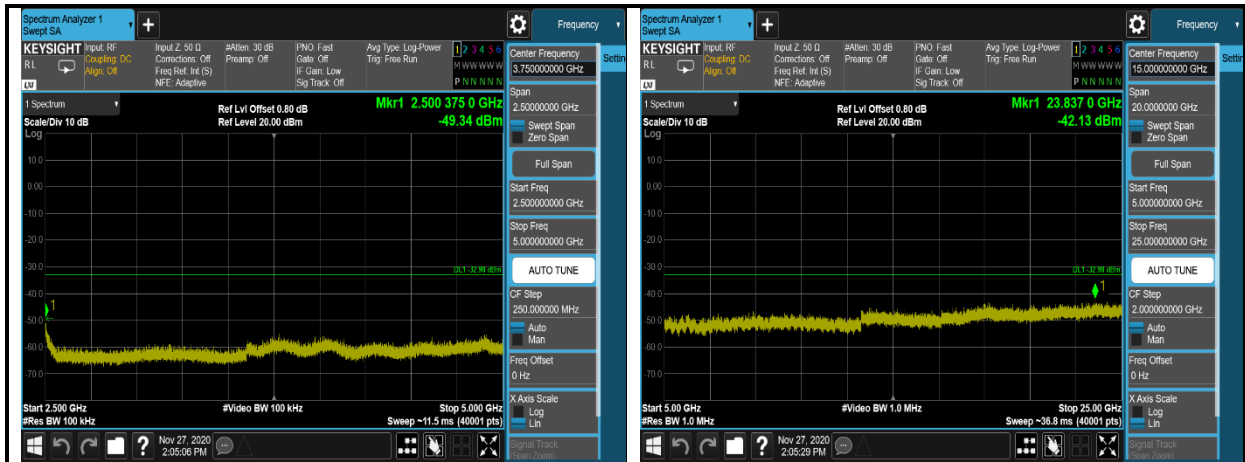 Spectrum Analyzer 1
Swept SA
Frequency
KEYSIGHT
RL
LXI
Input: RF
Coupling: DC
Align: Off
Input Z: 50 Ω
Corrections: Off
Freq Ref: Int (S)
NFE: Adaptive
#Atten: 30 dB
Preamp: Off
PNO: Fast
Gate: Off
IF Gain: Low
Sig Track: Off
Avg Type: Log-Power
Trig: Free Run
1 2 3 4 5 6
M W W W W W
P N N N N N
Center Frequency
3.750000000 GHz
Settin
1 Spectrum
Scale/Div 10 dB
Log
Ref Lvl Offset 0.80 dB
Ref Level 20.00 dBm
Mkr1 2.500 375 0 GHz
-49.34 dBm
Span
2.50000000 GHz
Swept Span
Zero Span
Full Span
Start Freq
2.500000000 GHz
Stop Freq
5.000000000 GHz
AUTO TUNE
CF Step
250.000000 MHz
Auto
Man
Freq Offset
0 Hz
X Axis Scale
Log
Lin
Signal Track
(Span Zoom)
10.0
0.00
-10.0
-20.0
-30.0
DL1 -32.98 dBm
-40.0
1
-50.0
-60.0
-70.0
Start 2.500 GHz
#Video BW 100 kHz
Stop 5.000 GHz
#Res BW 100 kHz
Sweep ~11.5 ms (40001 pts)
?
Nov 27, 2020
2:05:06 PM
Spectrum Analyzer 1
Swept SA
Frequency
KEYSIGHT
RL
LXI
Input: RF
Coupling: DC
Align: Off
Input Z: 50 Ω
Corrections: Off
Freq Ref: Int (S)
NFE: Adaptive
#Atten: 30 dB
Preamp: Off
PNO: Fast
Gate: Off
IF Gain: Low
Sig Track: Off
Avg Type: Log-Power
Trig: Free Run
1 2 3 4 5 6
M W W W W W
P N N N N N
Center Frequency
15.000000000 GHz
Settin
1 Spectrum
Scale/Div 10 dB
Log
Ref Lvl Offset 0.80 dB
Ref Level 20.00 dBm
Mkr1 23.837 0 GHz
-42.13 dBm
Span
20.0000000 GHz
Swept Span
Zero Span
Full Span
Start Freq
5.000000000 GHz
Stop Freq
25.000000000 GHz
AUTO TUNE
CF Step
2.000000000 GHz
Auto
Man
Freq Offset
0 Hz
X Axis Scale
Log
Lin
Signal Track
(Span Zoom)
10.0
0.00
-10.0
-20.0
-30.0
DL1 -32.98 dBm
-40.0
1
-50.0
-60.0
-70.0
Start 5.00 GHz
#Video BW 1.0 MHz
Stop 25.00 GHz
#Res BW 1.0 MHz
Sweep ~36.8 ms (40001 pts)
?
Nov 27, 2020
2:05:29 PM